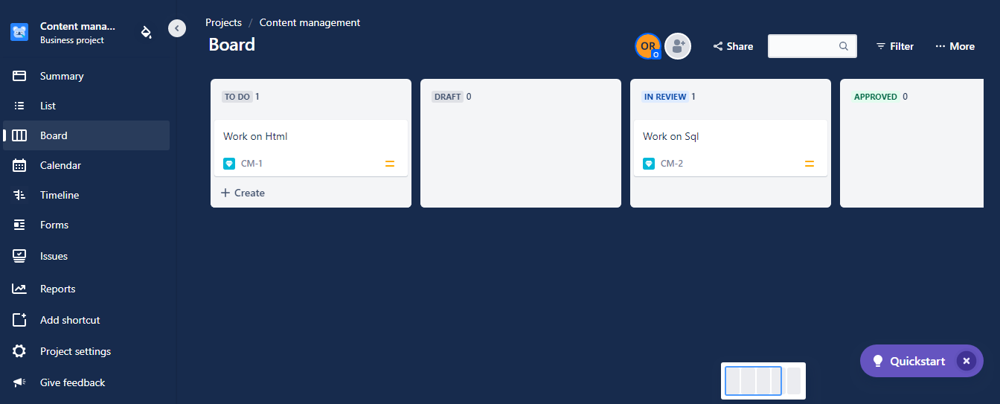 Content mana...
Business project
Summary
List
Board
Calendar
Timeline
Forms
Issues
Reports
Add shortcut
Project settings
Give feedback
Projects / Content management
Board
OR
O
Share
Filter
More
TO DO 1
Work on Html
CM-1
Create
DRAFT 0
IN REVIEW 1
Work on Sql
CM-2
APPROVED 0
Quickstart